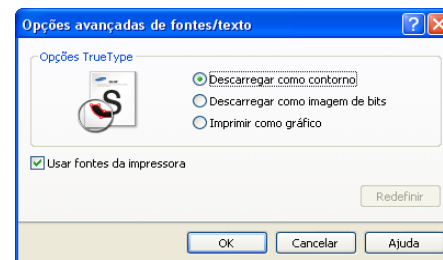 Opções avançadas de fontes/texto
Opções TrueType
S
Descarregar como contorno
Descarregar como imagem de bits
Imprimir como gráfico
Usar fontes da impressora
Redefinir
OK
Cancelar
Ajuda